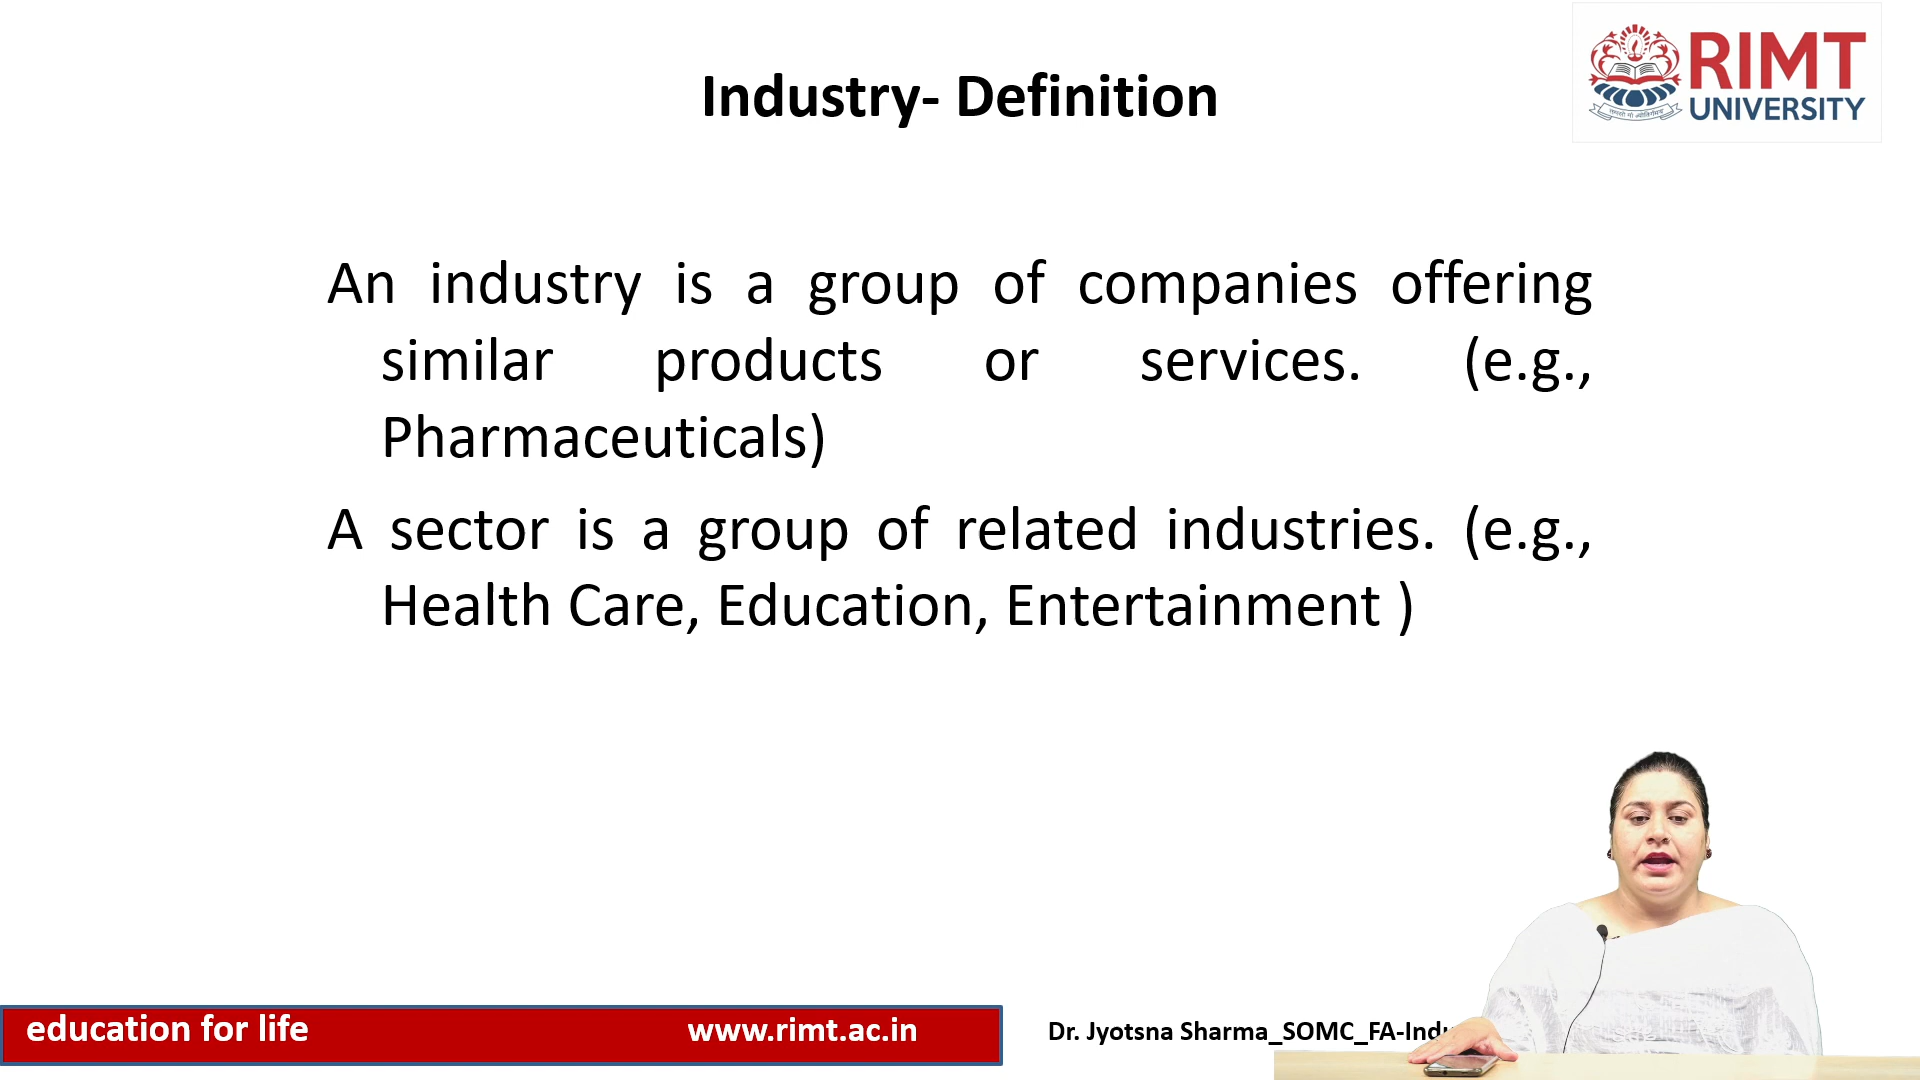 Industry- Definition
RIMT
UNIVERSITY
An industry is a group of companies offering
similar products or services. (e.g.,
Pharmaceuticals)
A sector is a group of related industries. (e.g.,
Health Care, Education, Entertainment )
education for life
www.rimt.ac.in
Dr. Jyotsna Sharma_SOMC_FA-Indu